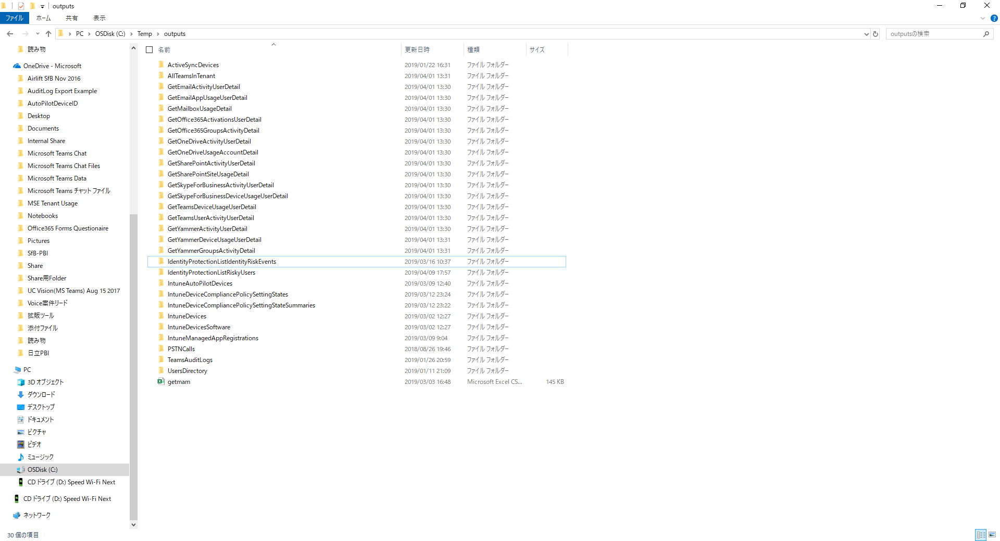 outputs
ファイル ホーム 共有 表示
PC OSDisk (C:) Temp outputs outputsの検索
名前 更新日時 種類 サイズ
読み物
OneDrive - Microsoft
Airlift SfB Nov 2016
AuditLog Export Example
AutoPilotDeviceID
Desktop
Documents
Internal Share
Microsoft Teams Chat
Microsoft Teams Chat Files
Microsoft Teams Data
Microsoft Teams チャット ファイル
MSE Tenant Usage
Notebooks
Office365 Forms Questionaire
Pictures
SfB-PBI
Share
Share用Folder
UC Vision(MS Teams) Aug 15 2017
Voice案件リード
拡販ツール
添付ファイル
読み物
日立PBI
PC
3D オブジェクト
ダウンロード
デスクトップ
ドキュメント
ピクチャ
ビデオ
ミュージック
OSDisk (C:)
CD ドライブ (D:) Speed Wi-Fi Next
CD ドライブ (D:) Speed Wi-Fi Next
ネットワーク
ActiveSyncDevices 2019/01/22 16:31 ファイル フォルダー
AllTeamsInTenant 2019/04/01 13:31 ファイル フォルダー
GetEmailActivityUserDetail 2019/04/01 13:30 ファイル フォルダー
GetEmailAppUsageUserDetail 2019/04/01 13:30 ファイル フォルダー
GetMailboxUsageDetail 2019/04/01 13:30 ファイル フォルダー
GetOffice365ActivationsUserDetail 2019/04/01 13:30 ファイル フォルダー
GetOffice365GroupsActivityDetail 2019/04/01 13:30 ファイル フォルダー
GetOneDriveActivityUserDetail 2019/04/01 13:30 ファイル フォルダー
GetOneDriveUsageAccountDetail 2019/04/01 13:30 ファイル フォルダー
GetSharePointActivityUserDetail 2019/04/01 13:30 ファイル フォルダー
GetSharePointSiteUsageDetail 2019/04/01 13:30 ファイル フォルダー
GetSkypeForBusinessActivityUserDetail 2019/04/01 13:30 ファイル フォルダー
GetSkypeForBusinessDeviceUsageUserDetail 2019/04/01 13:30 ファイル フォルダー
GetTeamsDeviceUsageUserDetail 2019/04/01 13:30 ファイル フォルダー
GetTeamsUserActivityUserDetail 2019/04/01 13:30 ファイル フォルダー
GetYammerActivityUserDetail 2019/04/01 13:30 ファイル フォルダー
GetYammerDeviceUsageUserDetail 2019/04/01 13:31 ファイル フォルダー
GetYammerGroupsActivityDetail 2019/04/01 13:31 ファイル フォルダー
IdentityProtectionListIdentityRiskEvents 2019/03/16 10:37 ファイル フォルダー
IdentityProtectionListRiskyUsers 2019/04/09 17:57 ファイル フォルダー
IntuneAutoPilotDevices 2019/03/09 12:40 ファイル フォルダー
IntuneDeviceCompliancePolicySettingStates 2019/03/12 23:24 ファイル フォルダー
IntuneDeviceCompliancePolicySettingStateSummaries 2019/03/12 23:22 ファイル フォルダー
IntuneDevices 2019/03/02 12:27 ファイル フォルダー
IntuneDevicesSoftware 2019/03/02 12:27 ファイル フォルダー
IntuneManagedAppRegistrations 2019/03/09 9:04 ファイル フォルダー
PSTNCalls 2018/08/26 19:46 ファイル フォルダー
TeamsAuditLogs 2019/01/26 20:59 ファイル フォルダー
UsersDirectory 2019/01/11 21:09 ファイル フォルダー
getmam 2019/03/03 16:48 Microsoft Excel CS... 145 KB
30 個の項目